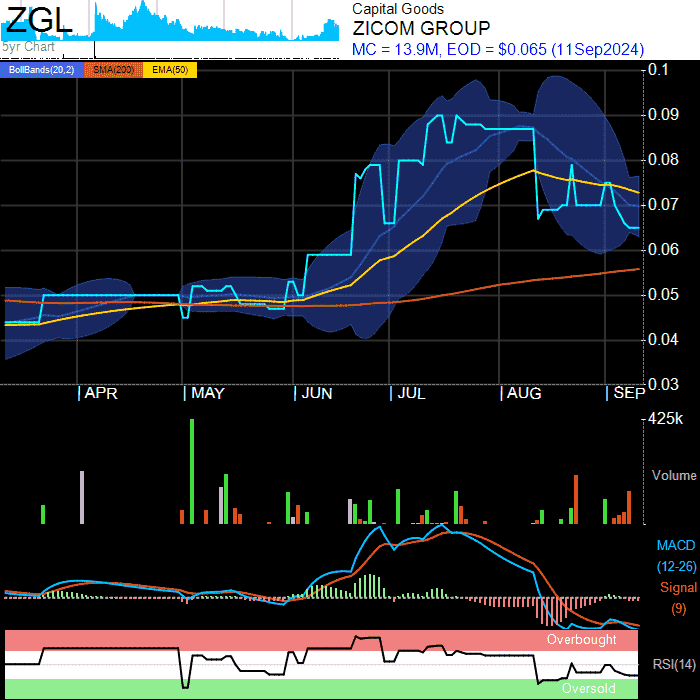 ZGL
5yr Chart
Capital Goods
ZICOM GROUP
MC = 13.9M, EOD = $0.065 (11Sep2024)
BollBands(20,2) SMA(200) EMA(50)
0.1
0.09
0.08
0.07
0.06
0.05
0.04
0.03
APR MAY JUN JUL AUG SEP
425k
Volume
MACD
(12-26)
Signal
(9)
Overbought
RSI(14)
Oversold